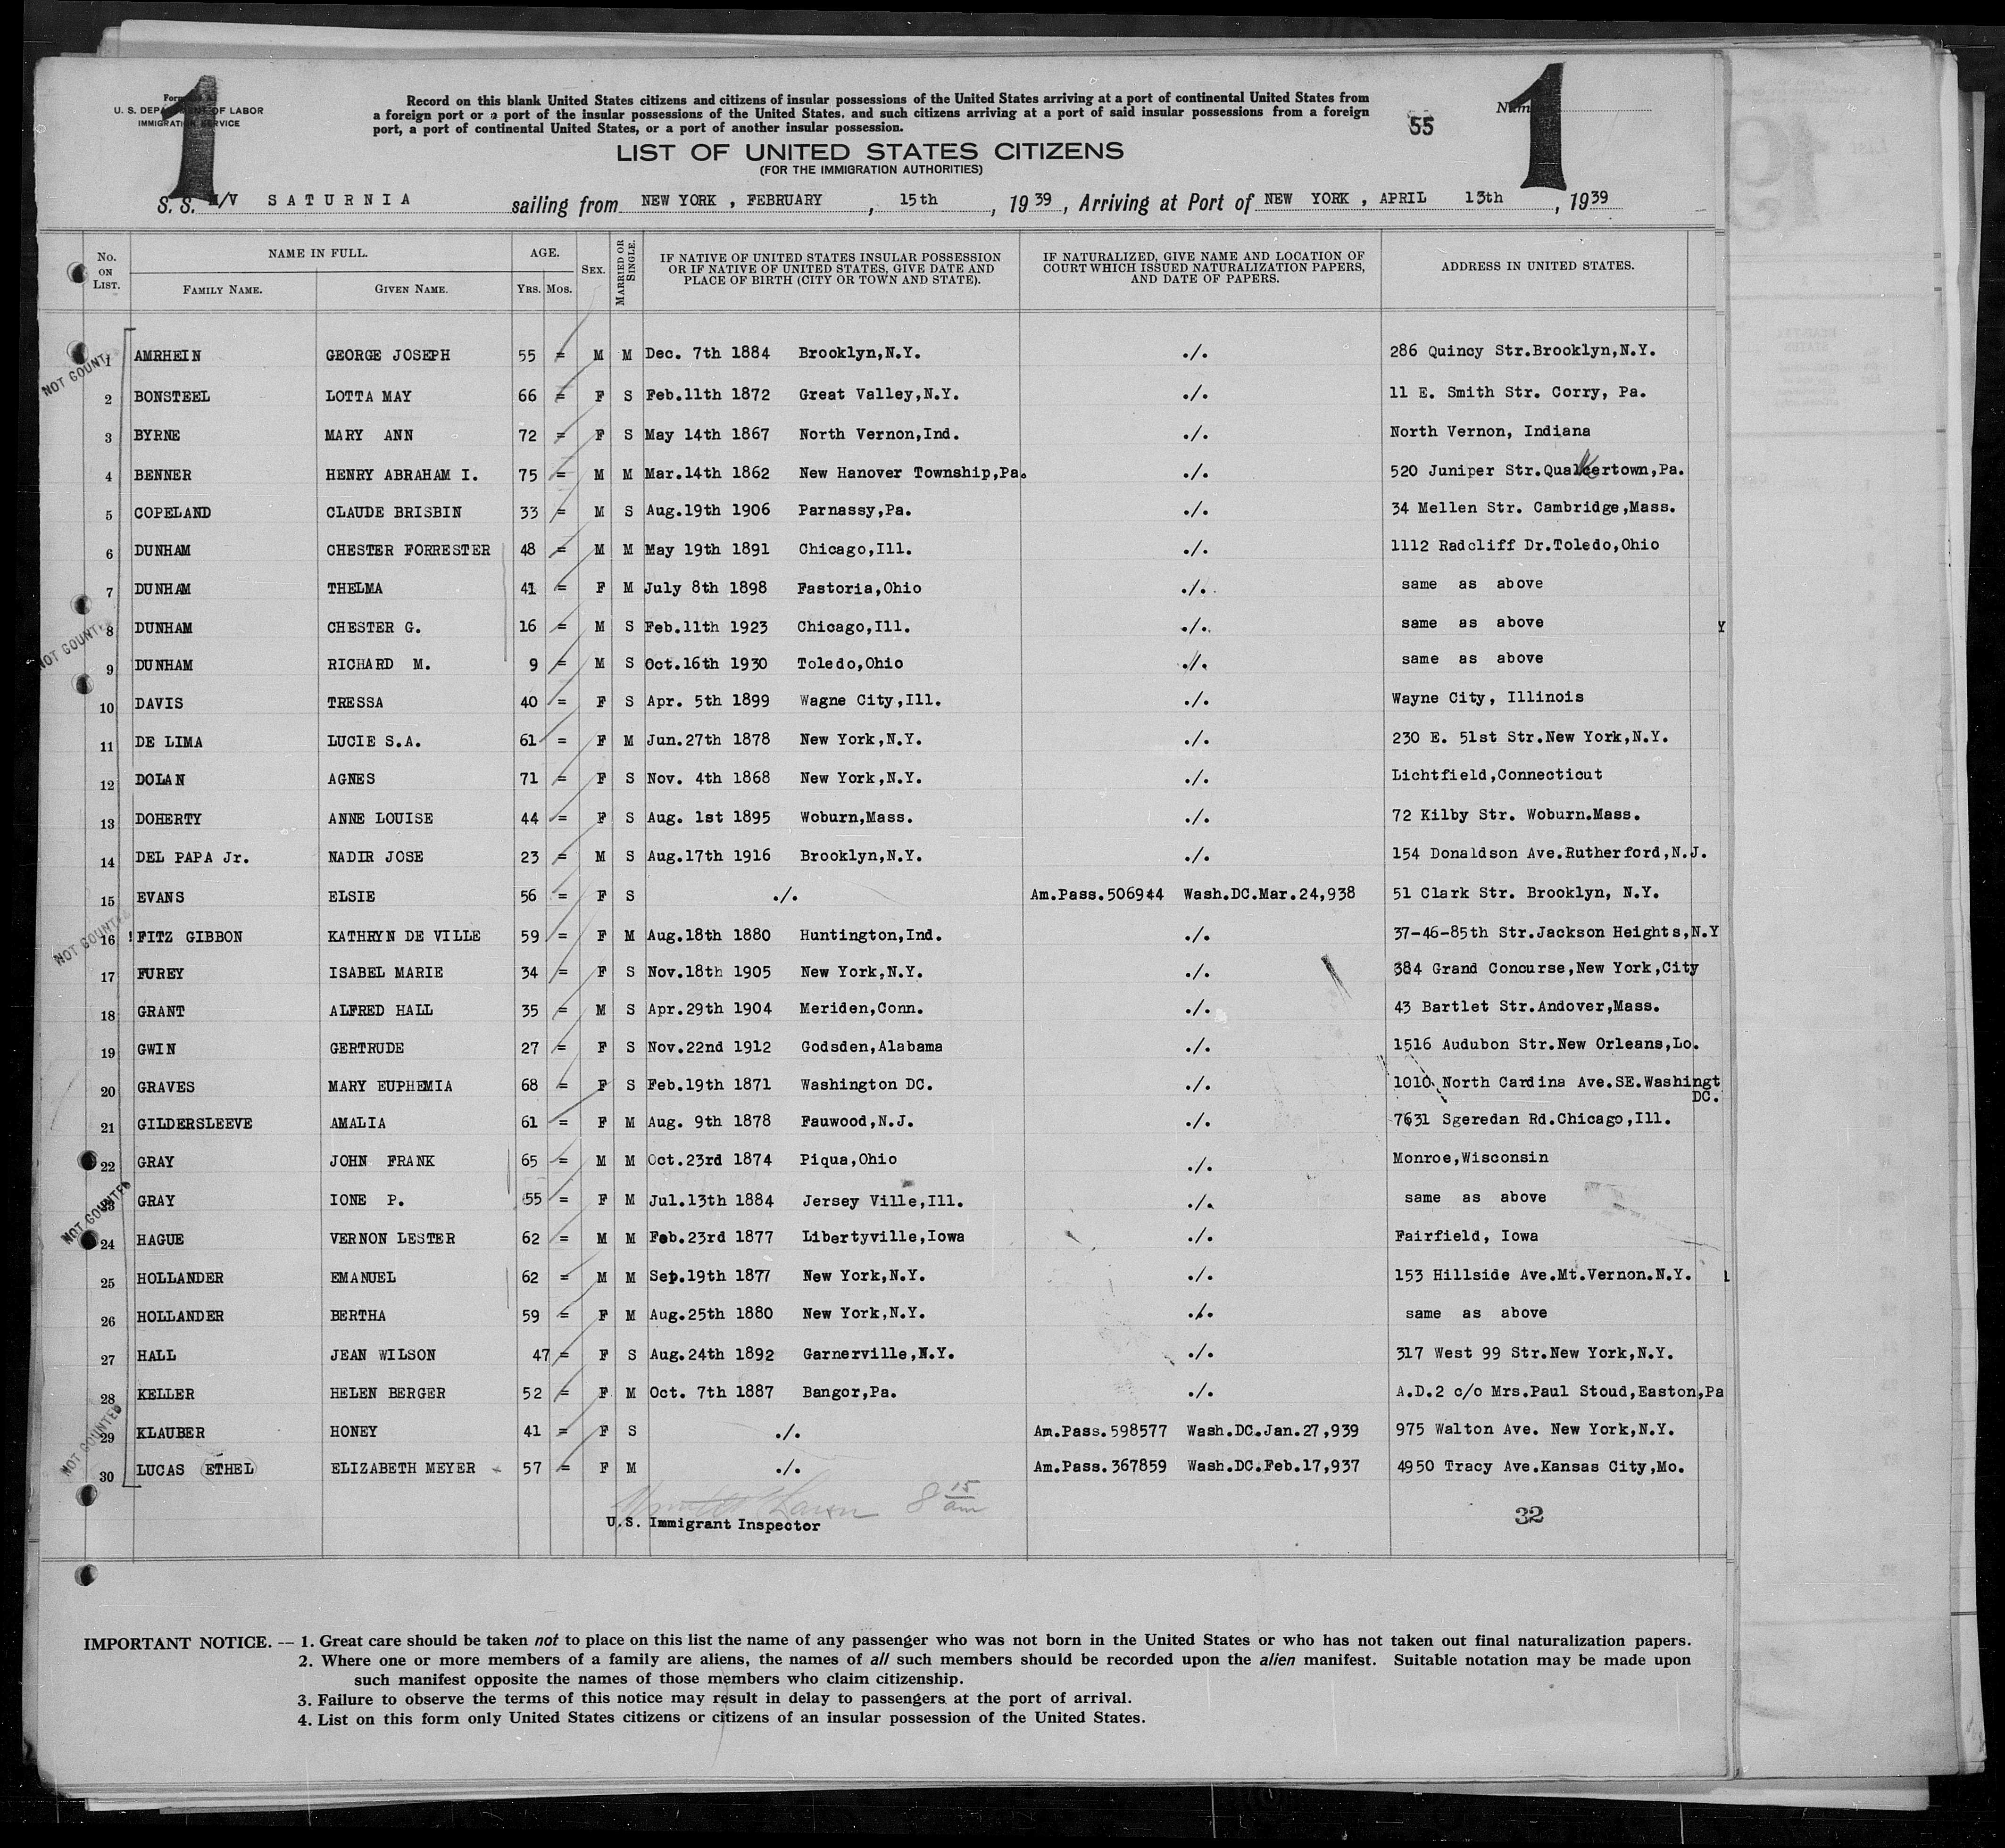 Form
U. S. DEPARTMENT OF LABOR
IMMIGRATION SERVICE
1
Record on this blank United States citizens and citizens of insular possessions of the United States arriving at a port of continental United States from
a foreign port or a port of the insular possessions of the United States, and such citizens arriving at a port of said insular possessions from a foreign
port, a port of continental United States, or a port of another insular possession.
55
1
LIST OF UNITED STATES CITIZENS
(FOR THE IMMIGRATION AUTHORITIES)
S. S. M/V SATURNIA sailing from NEW YORK, FEBRUARY, 15th, 1939, Arriving at Port of NEW YORK, APRIL 13th, 1939
No. ON LIST. NAME IN FULL. FAMILY NAME. GIVEN NAME. AGE. YRS. MOS. SEX. MARRIED OR SINGLE. IF NATIVE OF UNITED STATES INSULAR POSSESSION OR IF NATIVE OF UNITED STATES, GIVE DATE AND PLACE OF BIRTH (CITY OR TOWN AND STATE). IF NATURALIZED, GIVE NAME AND LOCATION OF COURT WHICH ISSUED NATURALIZATION PAPERS, AND DATE OF PAPERS. ADDRESS IN UNITED STATES.
NOT COUNT
1 AMRHEIN GEORGE JOSEPH 55 = M M Dec. 7th 1884 Brooklyn,N.Y. ./. 286 Quincy Str.Brooklyn,N.Y.
2 BONSTEEL LOTTA MAY 66 = F S Feb.11th 1872 Great Valley,N.Y. ./. 11 E. Smith Str. Corry, Pa.
3 BYRNE MARY ANN 72 = F S May 14th 1867 North Vernon,Ind. ./. North Vernon, Indiana
4 BENNER HENRY ABRAHAM I. 75 = M M Mar.14th 1862 New Hanover Township,Pa. ./. 520 Juniper Str.Quakertown,Pa.
5 COPELAND CLAUDE BRISBIN 33 = M S Aug.19th 1906 Parnassy,Pa. ./. 34 Mellen Str. Cambridge,Mass.
6 DUNHAM CHESTER FORRESTER 48 = M M May 19th 1891 Chicago,Ill. ./. 1112 Radcliff Dr.Toledo,Ohio
7 DUNHAM THELMA 41 = F M July 8th 1898 Fastoria,Ohio ./. same as above
NOT COUNT
8 DUNHAM CHESTER G. 16 = M S Feb.11th 1923 Chicago,Ill. ./. same as above
9 DUNHAM RICHARD M. 9 = M S Oct.16th 1930 Toledo,Ohio ./. same as above
10 DAVIS TRESSA 40 = F S Apr. 5th 1899 Wagne City,Ill. ./. Wayne City, Illinois
11 DE LIMA LUCIE S.A. 61 = F M Jun.27th 1878 New York,N.Y. ./. 230 E. 51st Str.New York,N.Y.
12 DOLAN AGNES 71 = F S Nov. 4th 1868 New York,N.Y. ./. Lichtfield,Connecticut
13 DOHERTY ANNE LOUISE 44 = F S Aug. 1st 1895 Woburn,Mass. ./. 72 Kilby Str. Woburn.Mass.
14 DEL PAPA Jr. NADIR JOSE 23 = M S Aug.17th 1916 Brooklyn,N.Y. ./. 154 Donaldson Ave.Rutherford,N.J.
15 EVANS ELSIE 56 = F S ./. Am.Pass.506944 Wash.DC.Mar.24,938 51 Clark Str. Brooklyn, N.Y.
NOT COUNTED
16 FITZ GIBBON KATHRYN DE VILLE 59 = F M Aug.18th 1880 Huntington,Ind. ./. 37-46-85th Str.Jackson Heights,N.Y
17 FUREY ISABEL MARIE 34 = F S Nov.18th 1905 New York,N.Y. ./. 384 Grand Concourse,New York,City
18 GRANT ALFRED HALL 35 = M S Apr.29th 1904 Meriden,Conn. ./. 43 Bartlet Str.Andover,Mass.
19 GWIN GERTRUDE 27 = F S Nov.22nd 1912 Godsden,Alabama ./. 1516 Audubon Str.New Orleans,Lo.
20 GRAVES MARY EUPHEMIA 68 = F S Feb.19th 1871 Washington DC. ./. 1010 North Cardina Ave.SE.Washingt
DC.
21 GILDERSLEEVE AMALIA 61 = F M Aug. 9th 1878 Fauwood,N.J. ./. 7631 Sgeredan Rd.Chicago,Ill.
22 GRAY JOHN FRANK 65 = M M Oct.23rd 1874 Piqua,Ohio ./. Monroe,Wisconsin
NOT COUNTED
23 GRAY IONE P. 55 = F M Jul.13th 1884 Jersey Ville,Ill. ./. same as above
24 HAGUE VERNON LESTER 62 = M M Feb.23rd 1877 Libertyville,Iowa ./. Fairfield, Iowa
25 HOLLANDER EMANUEL 62 = M M Sep.19th 1877 New York,N.Y. ./. 153 Hillside Ave.Mt.Vernon.N.Y.
26 HOLLANDER BERTHA 59 = F M Aug.25th 1880 New York,N.Y. ./. same as above
27 HALL JEAN WILSON 47 = F S Aug.24th 1892 Garnerville,N.Y. ./. 317 West 99 Str.New York,N.Y.
28 KELLER HELEN BERGER 52 = F M Oct. 7th 1887 Bangor,Pa. ./. A.D.2 c/o Mrs.Paul Stoud,Easton,Pa
NOT COUNTED
29 KLAUBER HONEY 41 = F S ./. Am.Pass.598577 Wash.DC.Jan.27,939 975 Walton Ave. New York,N.Y.
30 LUCAS ETHEL ELIZABETH MEYER 57 = F M ./. Am.Pass.367859 Wash.DC.Feb.17,937 4950 Tracy Ave.Kansas City,Mo.
8 15 am
U.S. Immigrant Inspector
32
IMPORTANT NOTICE. — 1. Great care should be taken not to place on this list the name of any passenger who was not born in the United States or who has not taken out final naturalization papers.
2. Where one or more members of a family are aliens, the names of all such members should be recorded upon the alien manifest. Suitable notation may be made upon
such manifest opposite the names of those members who claim citizenship.
3. Failure to observe the terms of this notice may result in delay to passengers at the port of arrival.
4. List on this form only United States citizens or citizens of an insular possession of the United States.